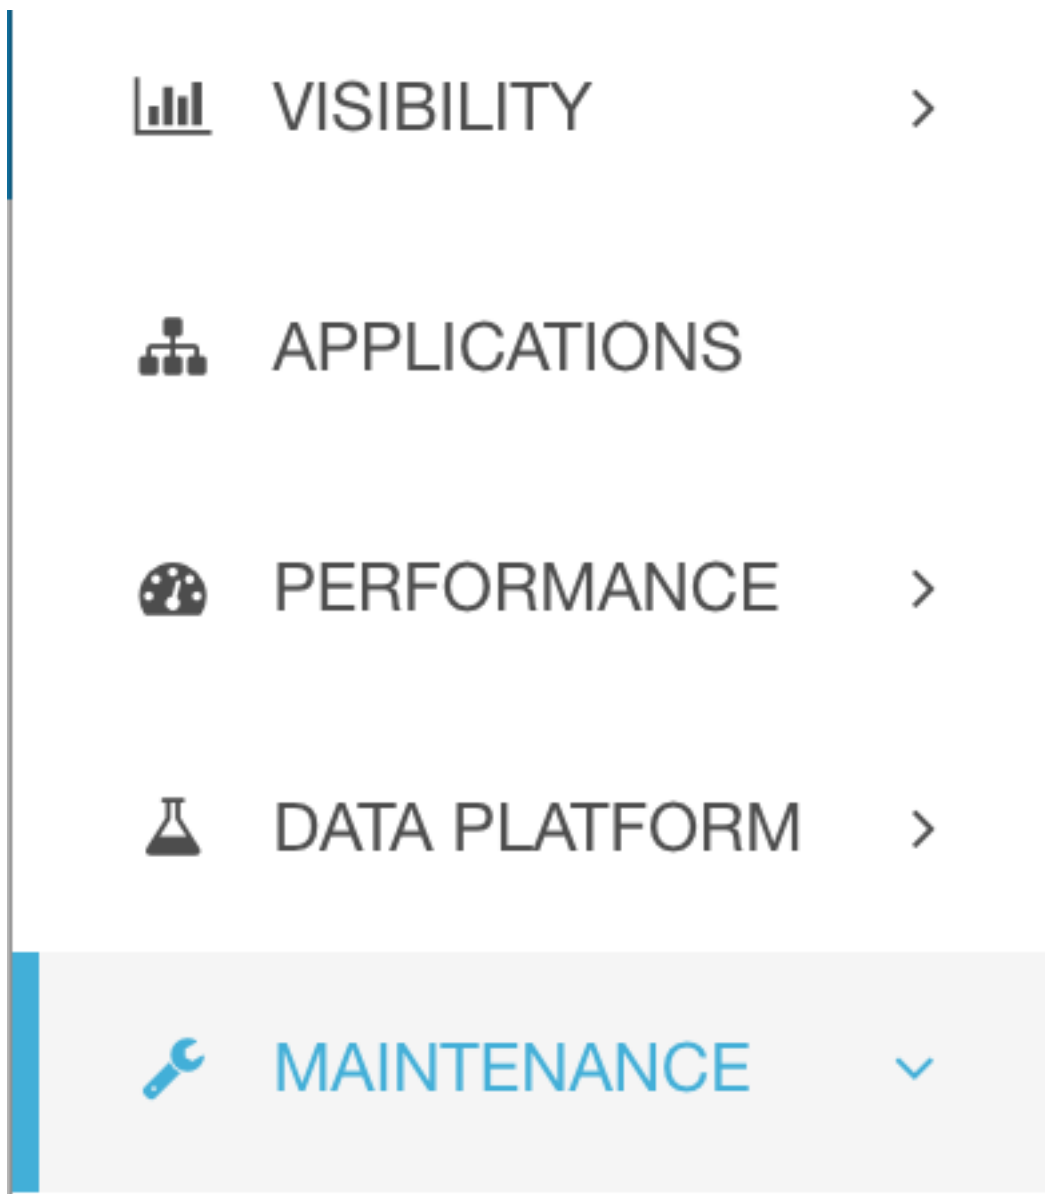 VISIBILITY
APPLICATIONS
PERFORMANCE
DATA PLATFORM
MAINTENANCE